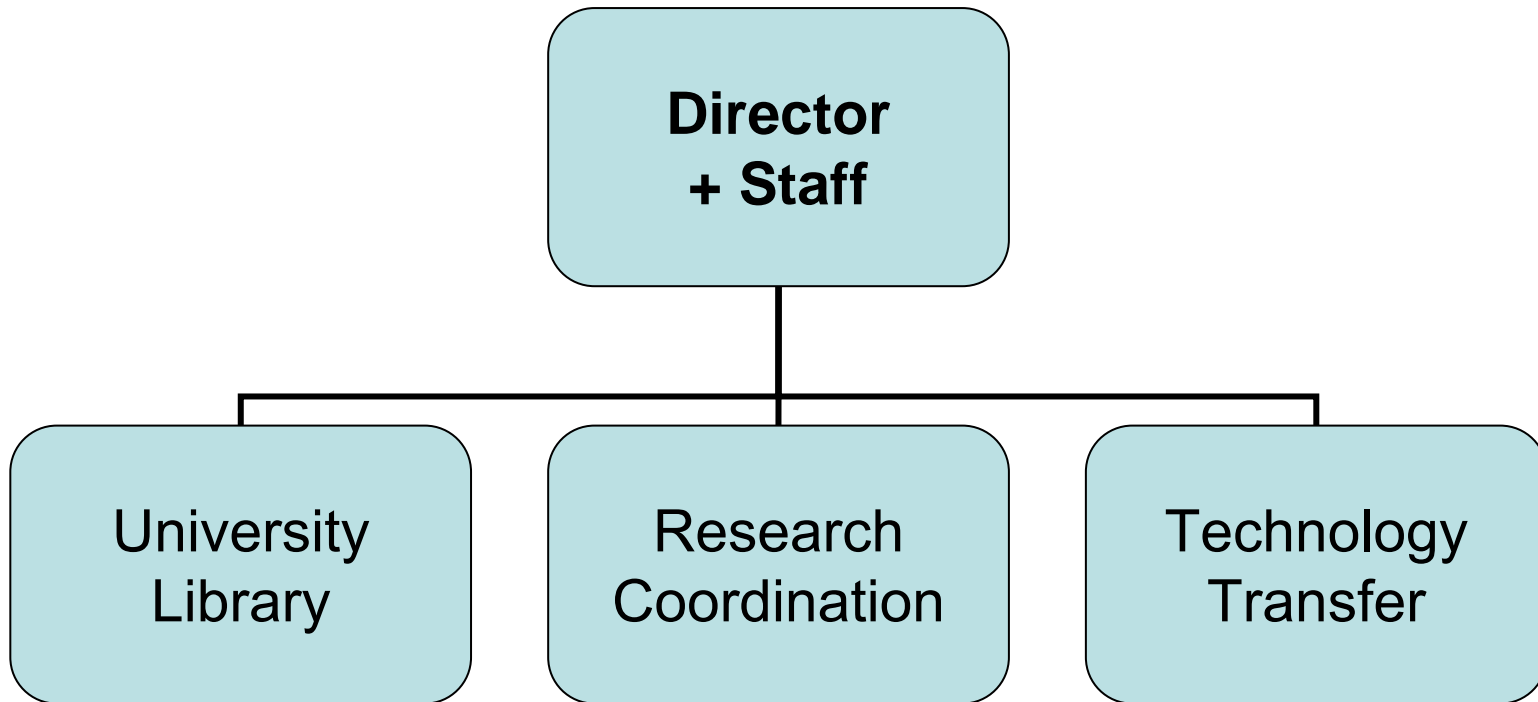 Director
+ Staff
University
Library
Research
Coordination
Technology
Transfer